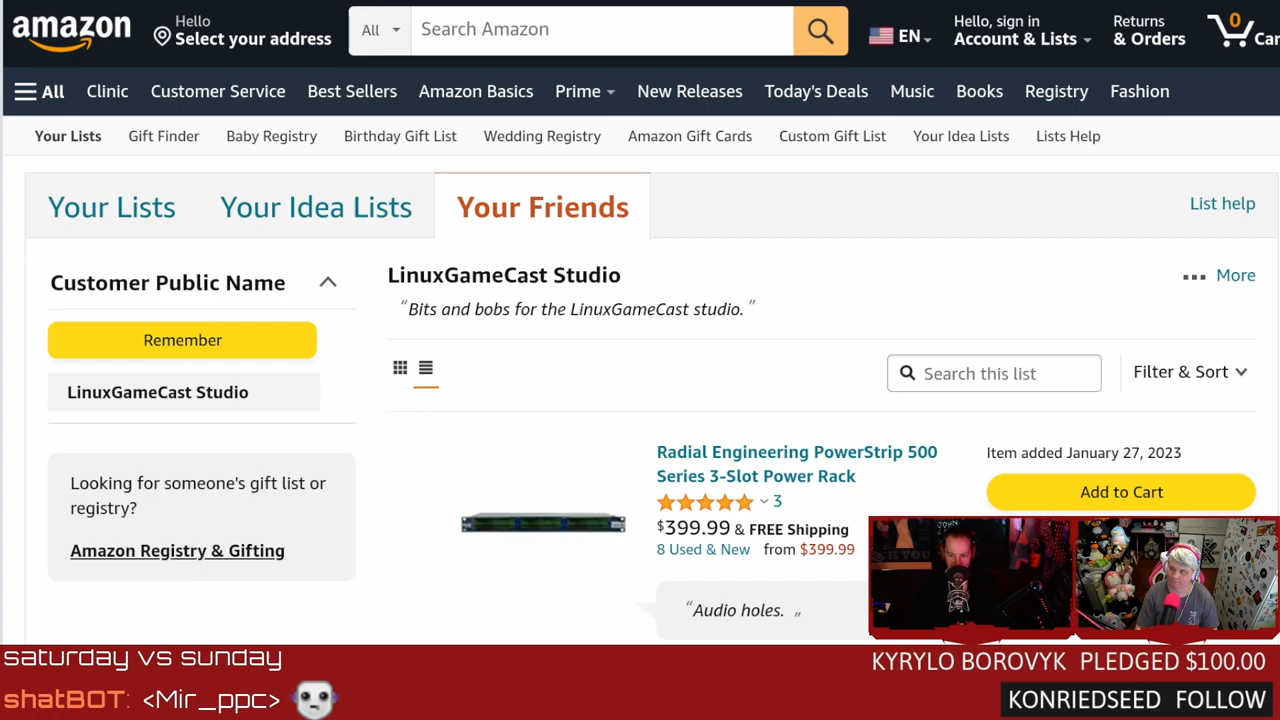 amazon
Hello
Select your address
All
Search Amazon
EN
Hello, sign in
Account & Lists
Returns
& Orders
0
Car
All
Clinic
Customer Service
Best Sellers
Amazon Basics
Prime
New Releases
Today's Deals
Music
Books
Registry
Fashion
Your Lists
Gift Finder
Baby Registry
Birthday Gift List
Wedding Registry
Amazon Gift Cards
Custom Gift List
Your Idea Lists
Lists Help
Your Lists
Your Idea Lists
Your Friends
List help
Customer Public Name
Remember
LinuxGameCast Studio
Looking for someone's gift list or
registry?
Amazon Registry & Gifting
LinuxGameCast Studio
More
“Bits and bobs for the LinuxGameCast studio.”
Search this list
Filter & Sort
Radial Engineering PowerStrip 500
Series 3-Slot Power Rack
3
$399.99 & FREE Shipping
8 Used & New from $399.99
“Audio holes.„
Item added January 27, 2023
Add to Cart
saturday vs sunday
shatBOT: <Mir_ppc>
KYRYLO BOROVYK PLEDGED $100.00
KONRIEDSEED FOLLOW